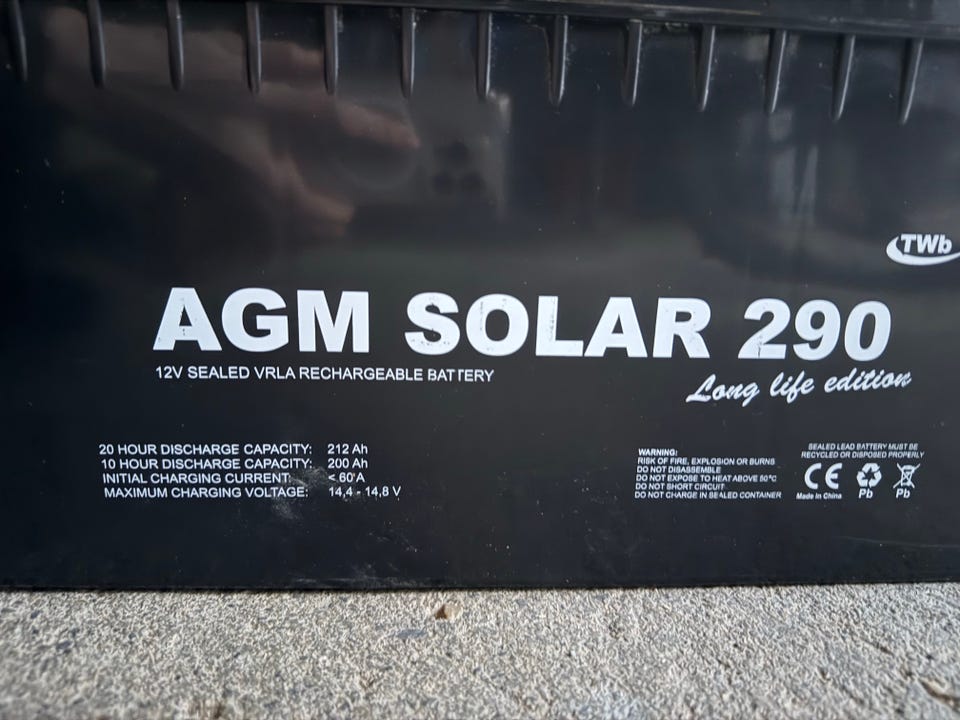 TWb
AGM SOLAR 290
12V SEALED VRLA RECHARGEABLE BATTERY
Long life edition
20 HOUR DISCHARGE CAPACITY: 212 Ah
10 HOUR DISCHARGE CAPACITY: 200 Ah
INITIAL CHARGING CURRENT: < 60 A
MAXIMUM CHARGING VOLTAGE: 14,4 - 14,8 V
WARNING:
RISK OF FIRE, EXPLOSION OR BURNS
DO NOT DISASSEMBLE
DO NOT EXPOSE TO HEAT ABOVE 50°C
DO NOT SHORT CIRCUIT
DO NOT CHARGE IN SEALED CONTAINER
SEALED LEAD BATTERY MUST BE
RECYCLED OR DISPOSED PROPERLY
CE
Made in China Pb Pb